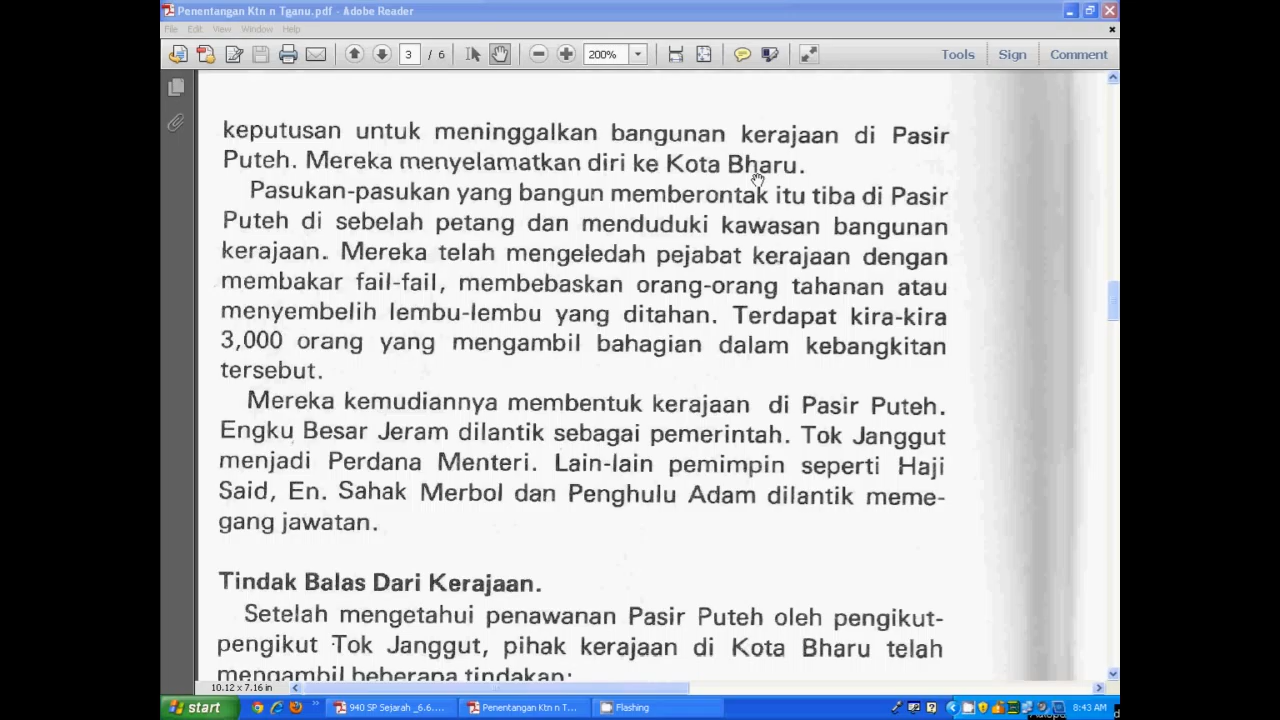 Penentangan Ktn n Tganu.pdf - Adobe Reader
File Edit View Window Help
3 / 6 200% Tools Sign Comment
keputusan untuk meninggalkan bangunan kerajaan di Pasir
Puteh. Mereka menyelamatkan diri ke Kota Bharu.
Pasukan-pasukan yang bangun memberontak itu tiba di Pasir
Puteh di sebelah petang dan menduduki kawasan bangunan
kerajaan. Mereka telah mengeledah pejabat kerajaan dengan
membakar fail-fail, membebaskan orang-orang tahanan atau
menyembelih lembu-lembu yang ditahan. Terdapat kira-kira
3,000 orang yang mengambil bahagian dalam kebangkitan
tersebut.
Mereka kemudiannya membentuk kerajaan di Pasir Puteh.
Engku Besar Jeram dilantik sebagai pemerintah. Tok Janggut
menjadi Perdana Menteri. Lain-lain pemimpin seperti Haji
Said, En. Sahak Merbol dan Penghulu Adam dilantik meme-
gang jawatan.
Tindak Balas Dari Kerajaan.
Setelah mengetahui penawanan Pasir Puteh oleh pengikut-
pengikut Tok Janggut, pihak kerajaan di Kota Bharu telah
mengambil beberapa tindakan:
10.12 x 7.16 in
start 940 SP Sejarah _6.6.... Penentangan Ktn n T... Flashing 8:43 AM